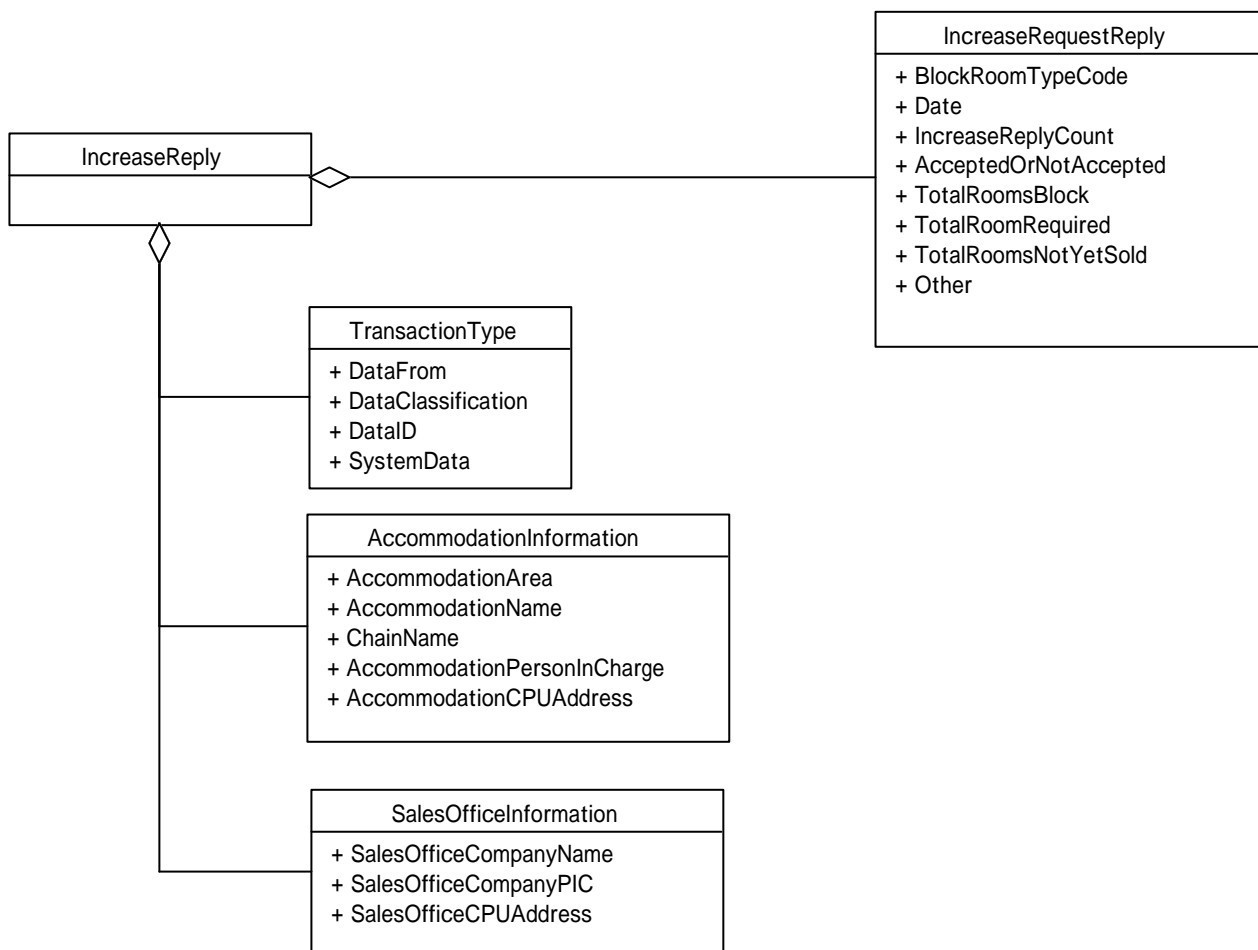 IncreaseRequestReply
+ BlockRoomTypeCode
+ Date
+ IncreaseReplyCount
+ AcceptedOrNotAccepted
+ TotalRoomsBlock
+ TotalRoomRequired
+ TotalRoomsNotYetSold
+ Other
IncreaseReply
TransactionType
+ DataFrom
+ DataClassification
+ DataID
+ SystemData
AccommodationInformation
+ AccommodationArea
+ AccommodationName
+ ChainName
+ AccommodationPersonInCharge
+ AccommodationCPUAddress
SalesOfficeInformation
+ SalesOfficeCompanyName
+ SalesOfficeCompanyPIC
+ SalesOfficeCPUAddress